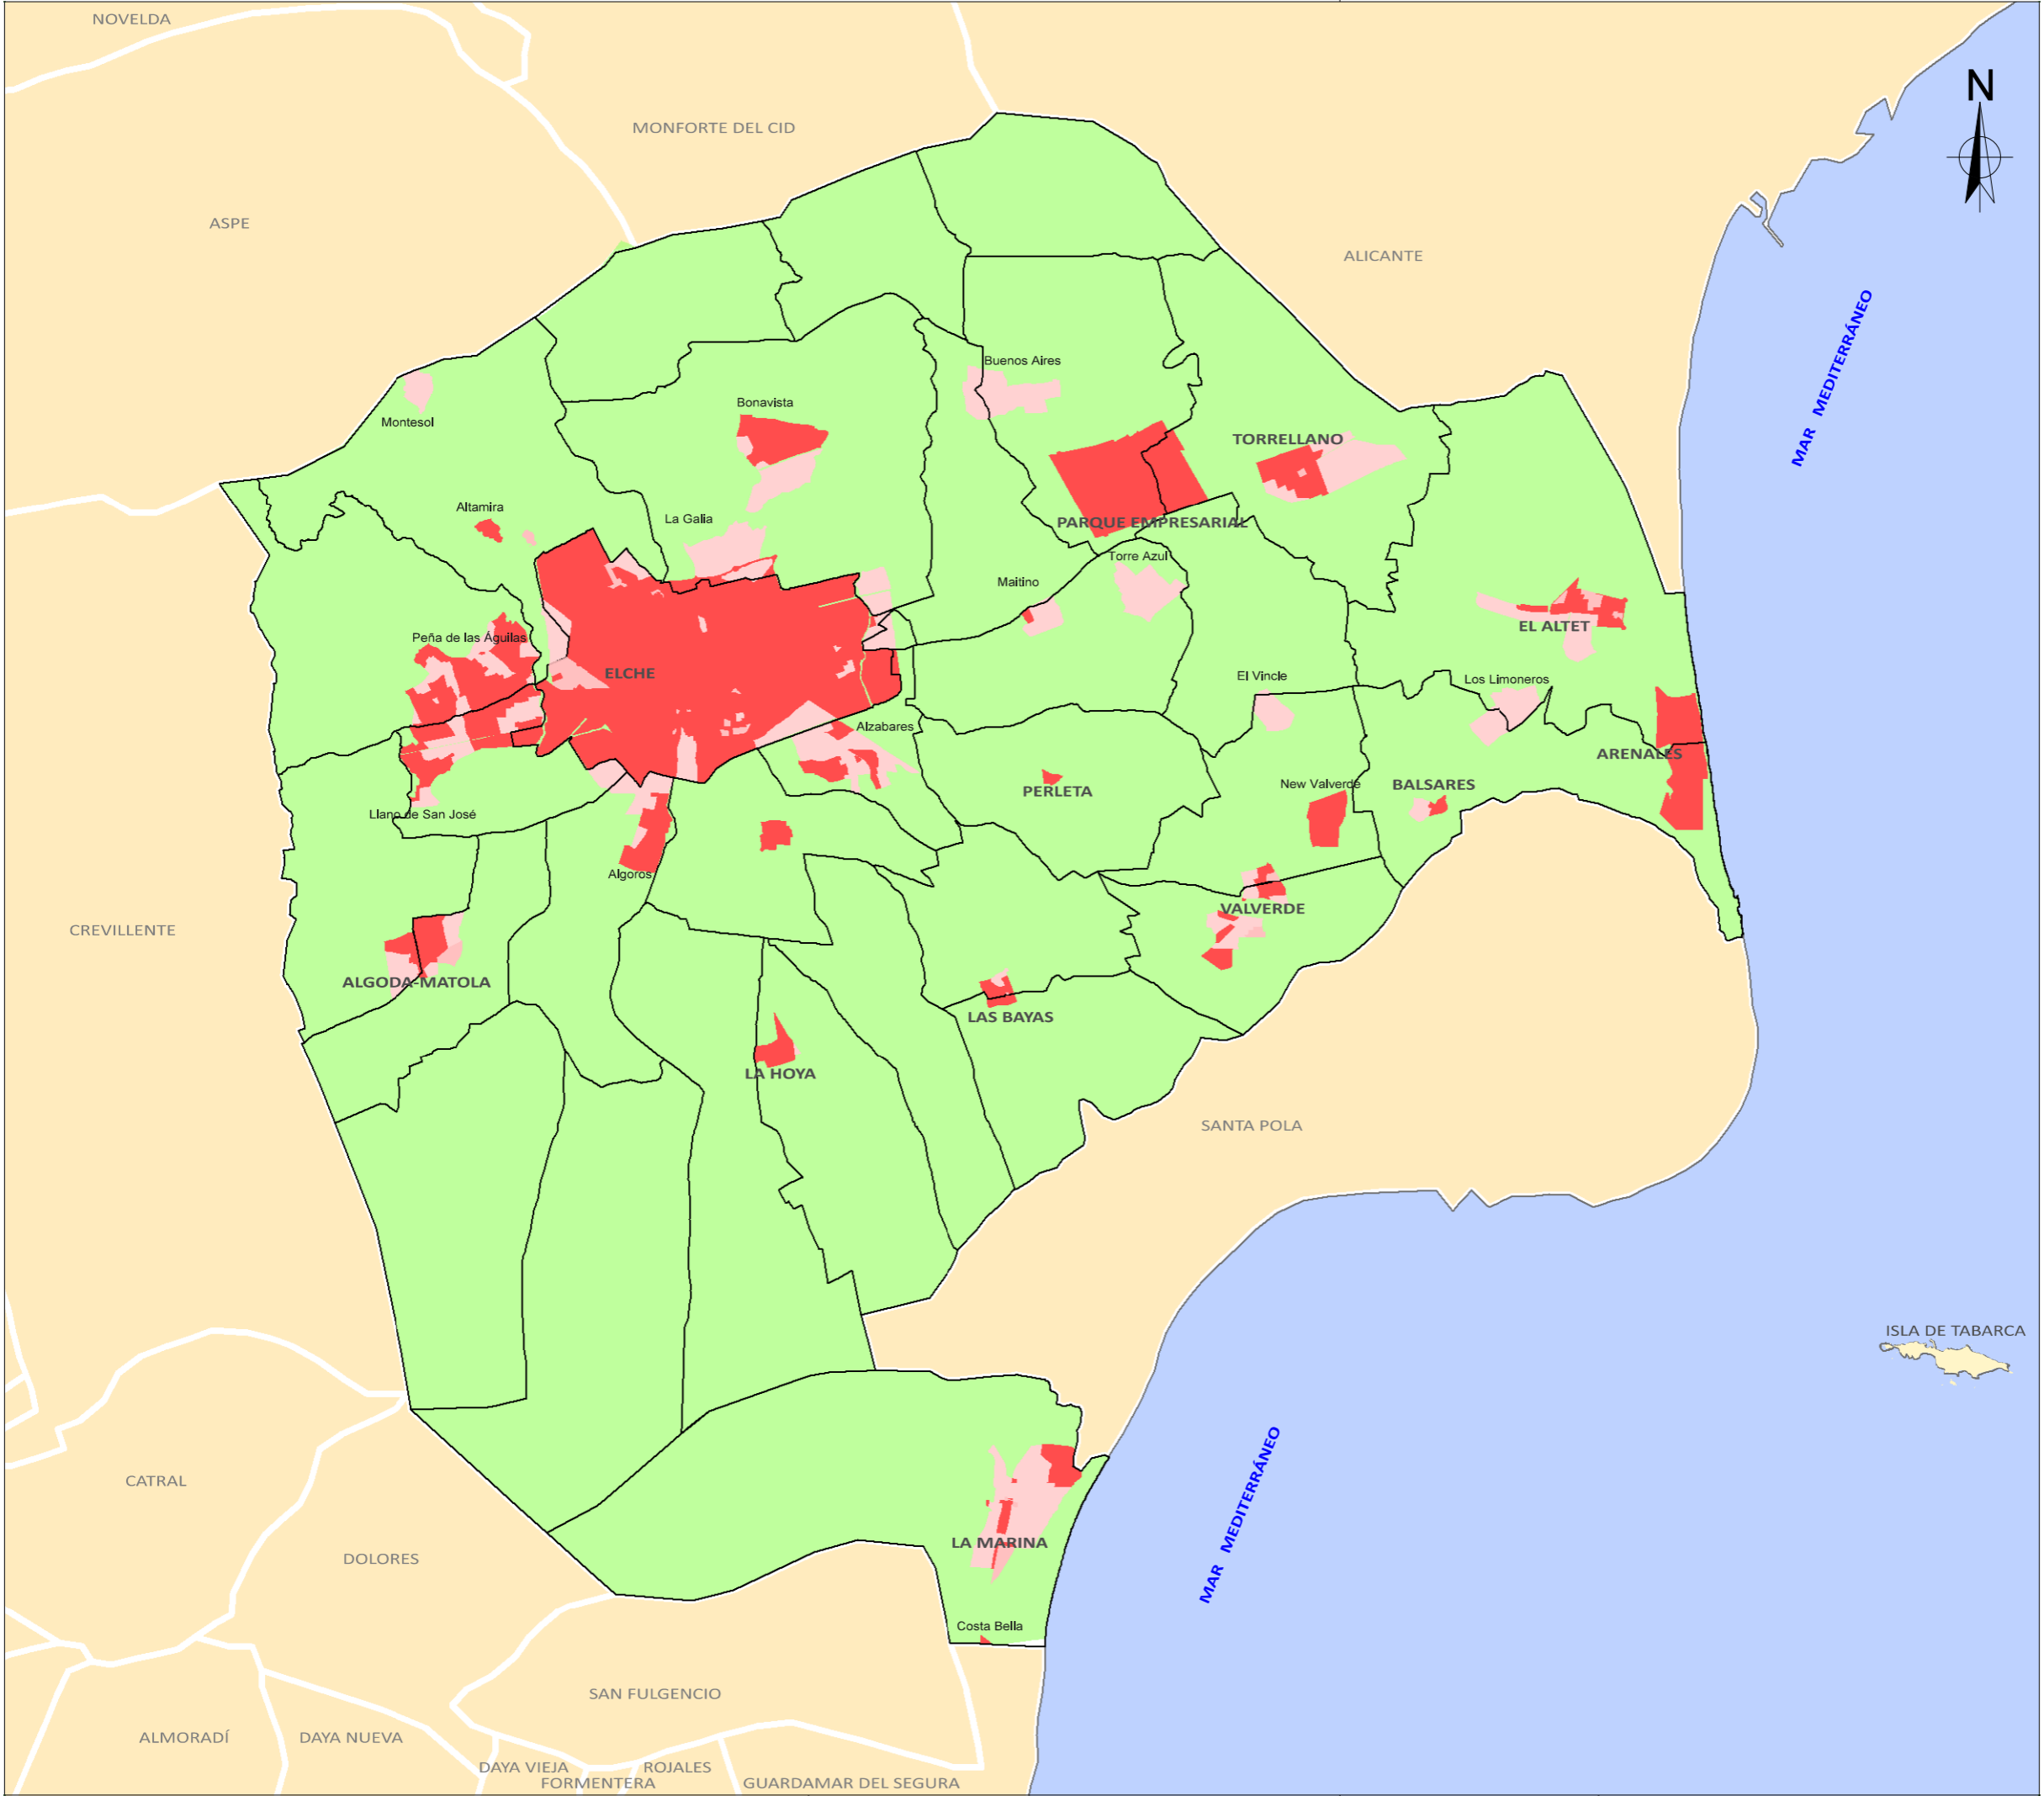 NOVELDA
N
MONFORTE DEL CID
ASPE
ALICANTE
MAR MEDITERRÁNEO
Buenos Aires
Bonavista
Montesol
TORRELLANO
Altamira
La Galia
PARQUE EMPRESARIAL
Torre Azul
Maitino
EL ALTET
Peña de las Águilas
ELCHE
El Vincle
Los Limoneros
Alzabares
ARENALES
New Valverde
BALSARES
PERLETA
Llano de San José
Algoros
VALVERDE
CREVILLENTE
ALGODA-MATOLA
LAS BAYAS
LA HOYA
SANTA POLA
ISLA DE TABARCA
CATRAL
MAR MEDITERRÁNEO
LA MARINA
DOLORES
Costa Bella
SAN FULGENCIO
ALMORADÍ
DAYA NUEVA
DAYA VIEJA
ROJALES
FORMENTERA
GUARDAMAR DEL SEGURA